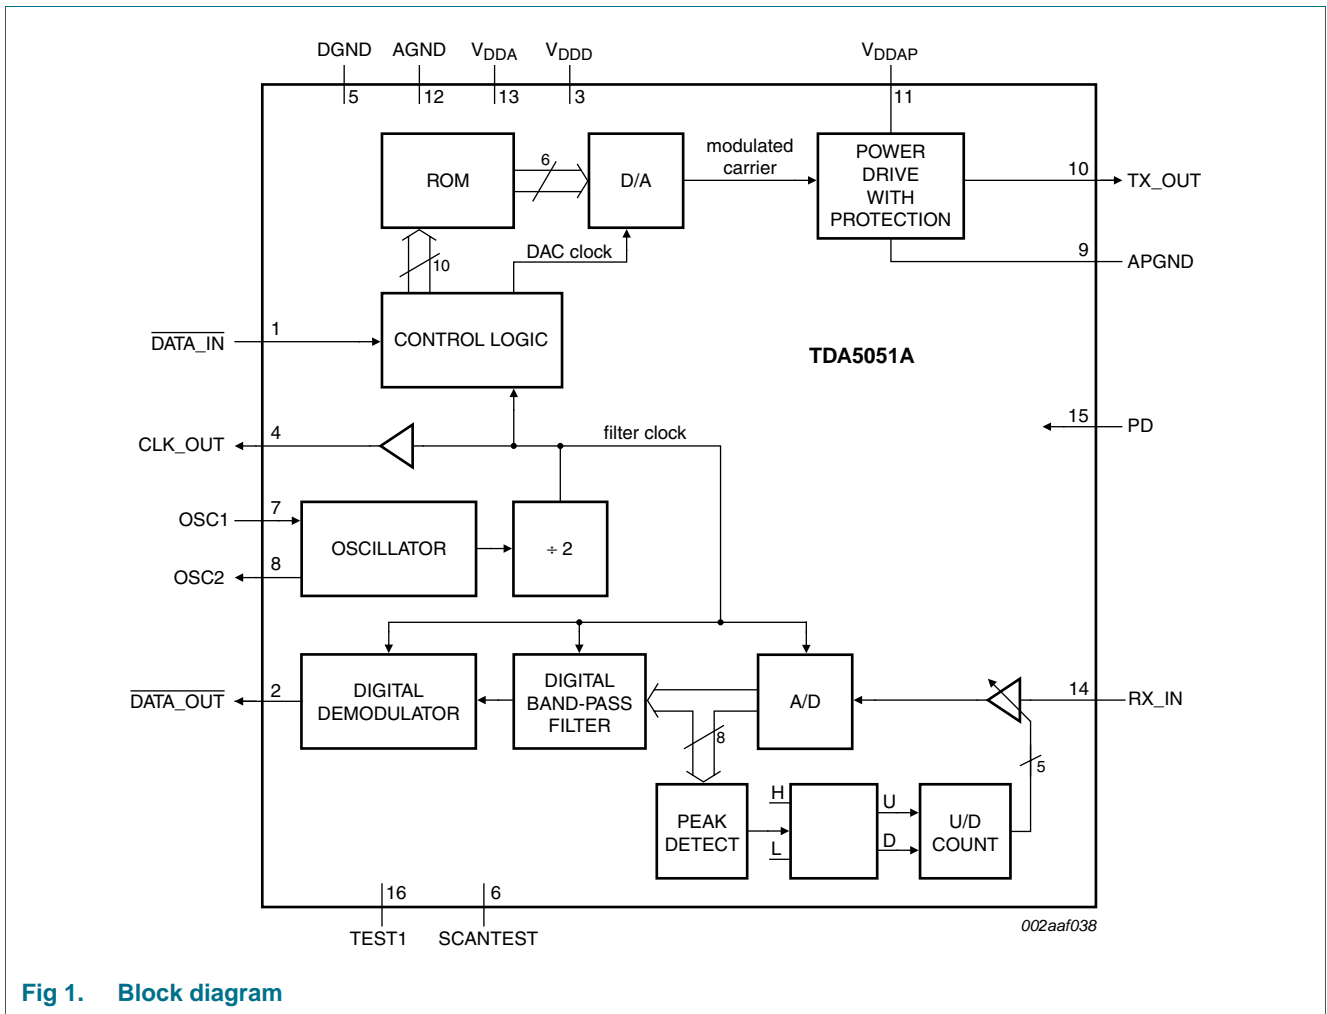 DGND AGND VDDA VDDD VDDAP
5 12 13 3 11
ROM
6
D/A
modulated
carrier
POWER
DRIVE
WITH
PROTECTION
10 TX_OUT
9 APGND
10
DAC clock
DATA_IN 1
CONTROL LOGIC
TDA5051A
15 PD
CLK_OUT 4
filter clock
OSC1 7
OSC2 8
OSCILLATOR
÷ 2
DATA_OUT 2
DIGITAL
DEMODULATOR
DIGITAL
BAND-PASS
FILTER
A/D
14 RX_IN
8
5
PEAK
DETECT
H
L
U
D
U/D
COUNT
16 6
TEST1 SCANTEST
002aaf038
Fig 1. Block diagram